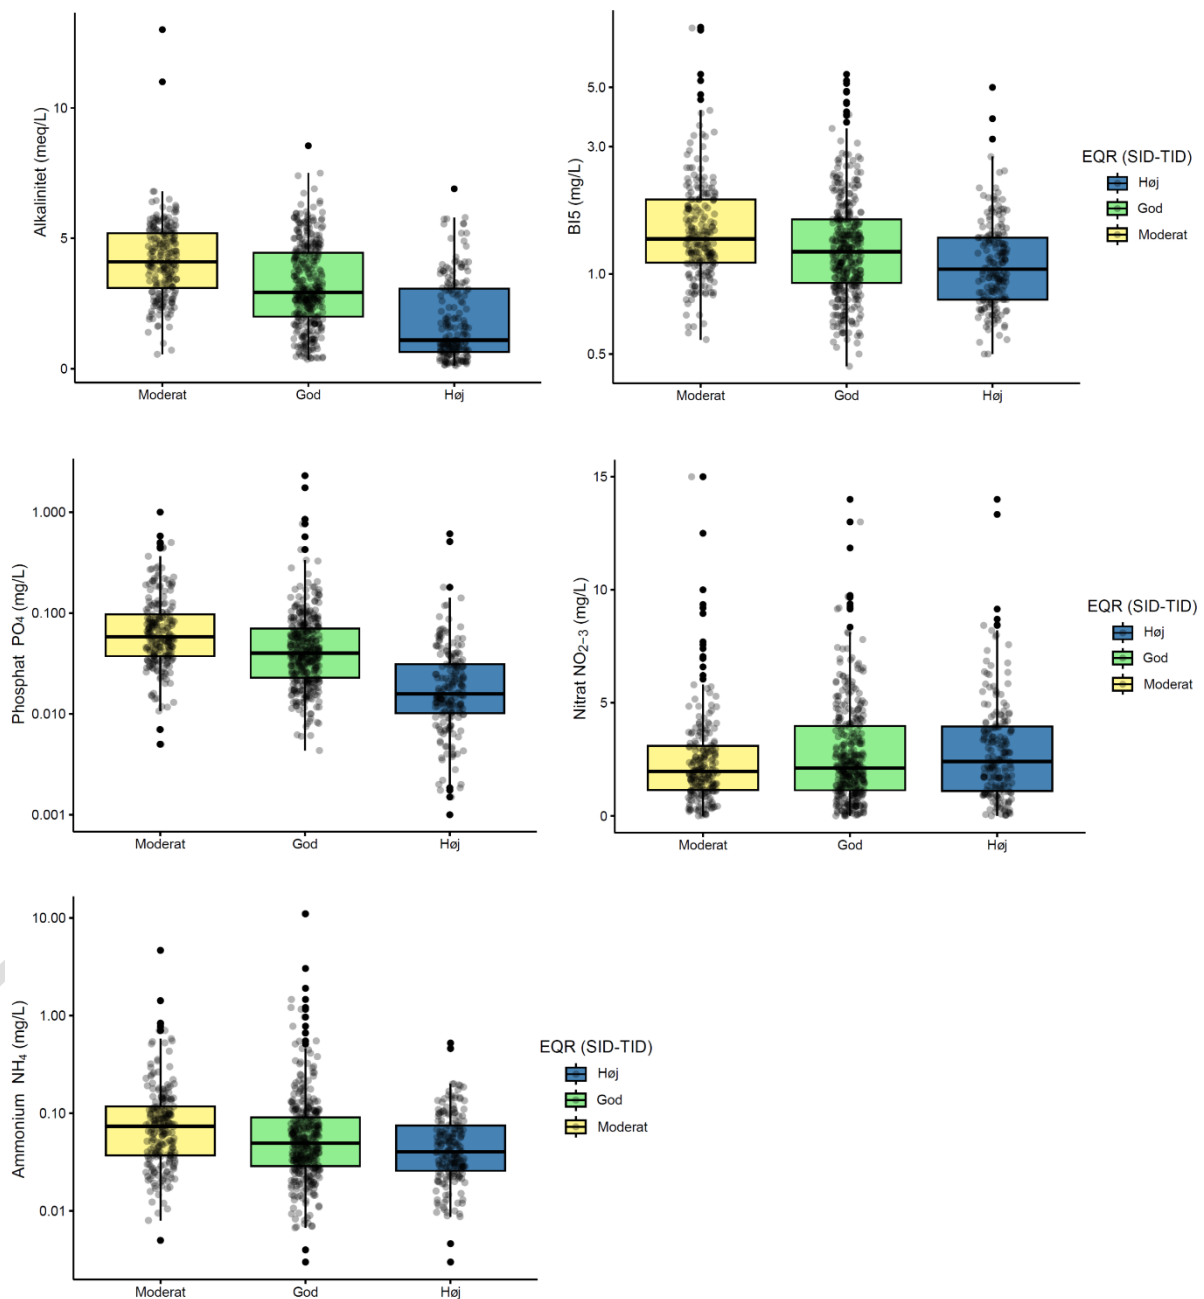 Alkalinitet (meq/L)
10
5
0
Moderat God Høj
BI5 (mg/L)
5.0
3.0
1.0
0.5
Moderat God Høj
EQR (SID-TID)
Høj
God
Moderat
Phosphat PO₄ (mg/L)
1.000
0.100
0.010
0.001
Moderat God Høj
Nitrat NO₂₋₃ (mg/L)
15
10
5
0
Moderat God Høj
EQR (SID-TID)
Høj
God
Moderat
Ammonium NH₄ (mg/L)
10.00
1.00
0.10
0.01
Moderat God Høj
EQR (SID-TID)
Høj
God
Moderat